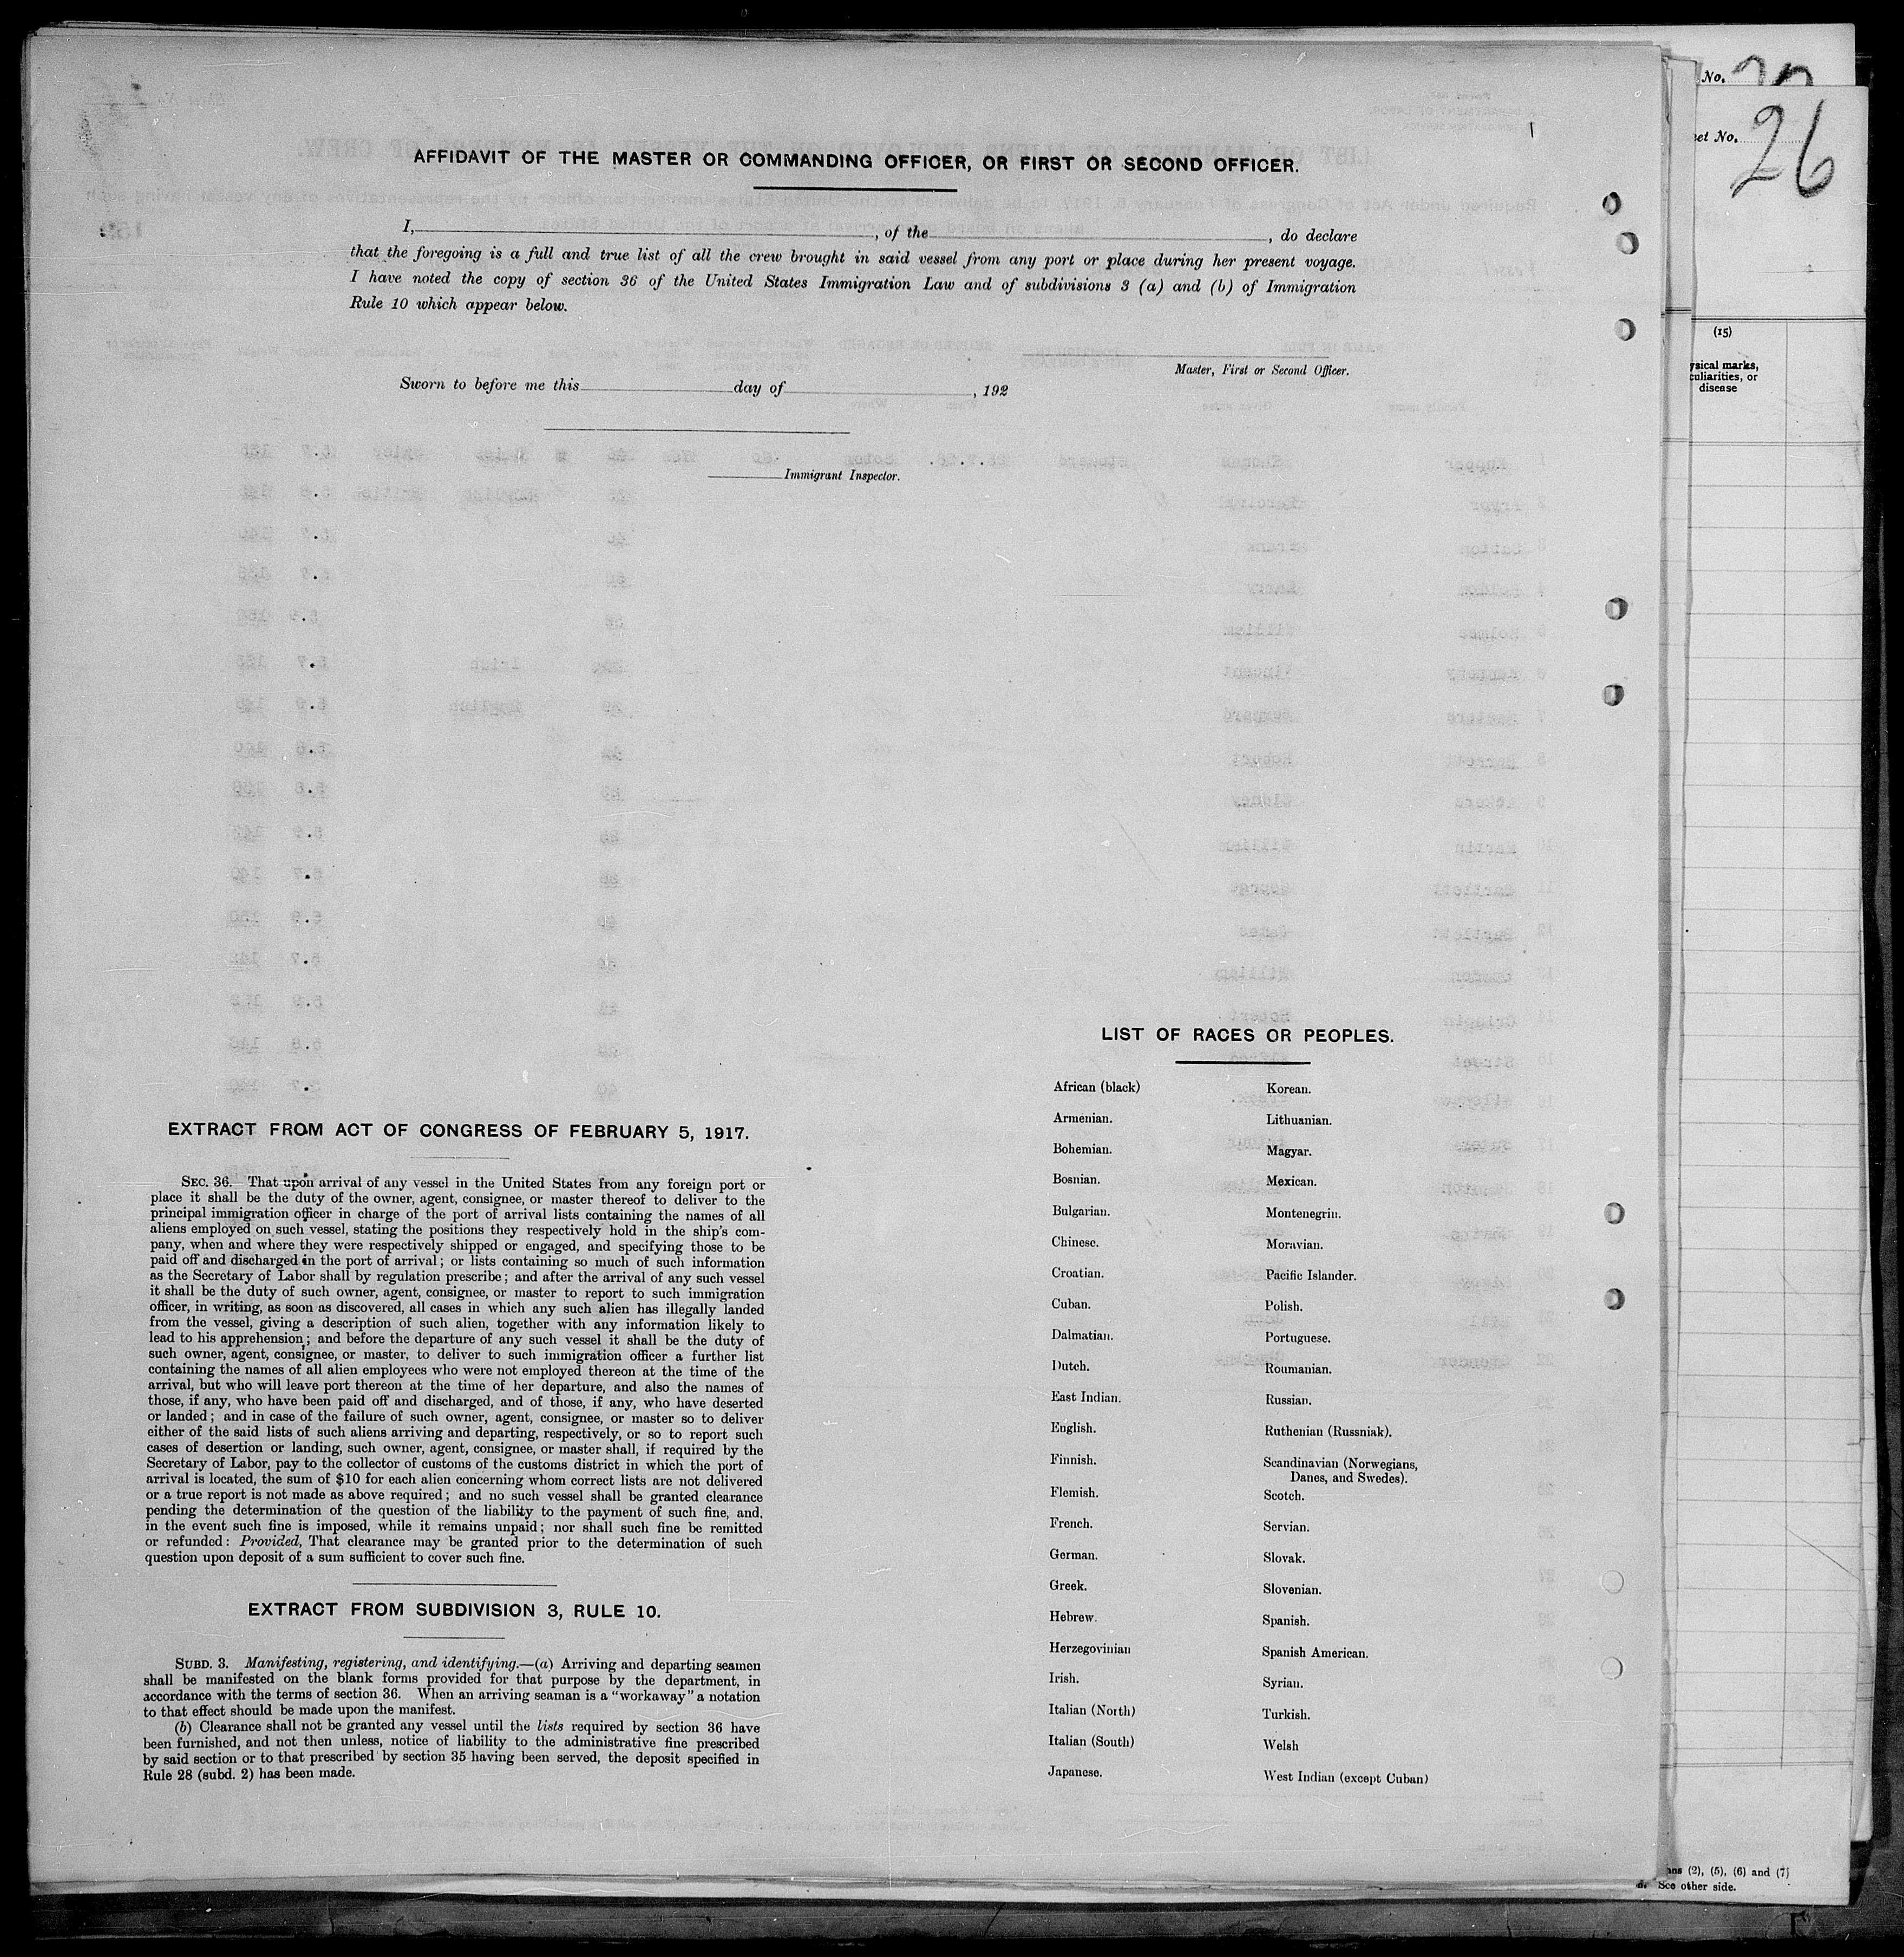 AFFIDAVIT OF THE MASTER OR COMMANDING OFFICER, OR FIRST OR SECOND OFFICER.
I, , of the , do declare
that the foregoing is a full and true list of all the crew brought in said vessel from any port or place during her present voyage.
I have noted the copy of section 36 of the United States Immigration Law and of subdivisions 3 (a) and (b) of Immigration
Rule 10 which appear below.
Master, First or Second Officer.
Sworn to before me this day of , 192
Immigrant Inspector.
EXTRACT FROM ACT OF CONGRESS OF FEBRUARY 5, 1917.
SEC. 36. That upon arrival of any vessel in the United States from any foreign port or
place it shall be the duty of the owner, agent, consignee, or master thereof to deliver to the
principal immigration officer in charge of the port of arrival lists containing the names of all
aliens employed on such vessel, stating the positions they respectively hold in the ship's com-
pany, when and where they were respectively shipped or engaged, and specifying those to be
paid off and discharged in the port of arrival; or lists containing so much of such information
as the Secretary of Labor shall by regulation prescribe; and after the arrival of any such vessel
it shall be the duty of such owner, agent, consignee, or master to report to such immigration
officer, in writing, as soon as discovered, all cases in which any such alien has illegally landed
from the vessel, giving a description of such alien, together with any information likely to
lead to his apprehension; and before the departure of any such vessel it shall be the duty of
such owner, agent, consignee, or master, to deliver to such immigration officer a further list
containing the names of all alien employees who were not employed thereon at the time of the
arrival, but who will leave port thereon at the time of her departure, and also the names of
those, if any, who have been paid off and discharged, and of those, if any, who have deserted
or landed; and in case of the failure of such owner, agent, consignee, or master so to deliver
either of the said lists of such aliens arriving and departing, respectively, or so to report such
cases of desertion or landing, such owner, agent, consignee, or master shall, if required by the
Secretary of Labor, pay to the collector of customs of the customs district in which the port of
arrival is located, the sum of $10 for each alien concerning whom correct lists are not delivered
or a true report is not made as above required; and no such vessel shall be granted clearance
pending the determination of the question of the liability to the payment of such fine, and,
in the event such fine is imposed, while it remains unpaid; nor shall such fine be remitted
or refunded: Provided, That clearance may be granted prior to the determination of such
question upon deposit of a sum sufficient to cover such fine.
EXTRACT FROM SUBDIVISION 3, RULE 10.
SUBD. 3. Manifesting, registering, and identifying.—(a) Arriving and departing seamen
shall be manifested on the blank forms provided for that purpose by the department, in
accordance with the terms of section 36. When an arriving seaman is a "workaway" a notation
to that effect should be made upon the manifest.
(b) Clearance shall not be granted any vessel until the lists required by section 36 have
been furnished, and not then unless, notice of liability to the administrative fine prescribed
by said section or to that prescribed by section 35 having been served, the deposit specified in
Rule 28 (subd. 2) has been made.
LIST OF RACES OR PEOPLES.
African (black)
Armenian.
Bohemian.
Bosnian.
Bulgarian.
Chinese.
Croatian.
Cuban.
Dalmatian.
Dutch.
East Indian.
English.
Finnish.
Flemish.
French.
German.
Greek.
Hebrew.
Herzegovinian
Irish.
Italian (North)
Italian (South)
Japanese.
Korean.
Lithuanian.
Magyar.
Mexican.
Montenegrin.
Moravian.
Pacific Islander.
Polish.
Portuguese.
Roumanian.
Russian.
Ruthenian (Russniak).
Scandinavian (Norwegians,
Danes, and Swedes).
Scotch.
Servian.
Slovak.
Slovenian.
Spanish.
Spanish American.
Syrian.
Turkish.
Welsh
West Indian (except Cuban)
No.
No. 26
(15)
marks,
or
disease
(2), (5), (6) and (7)
See other side.